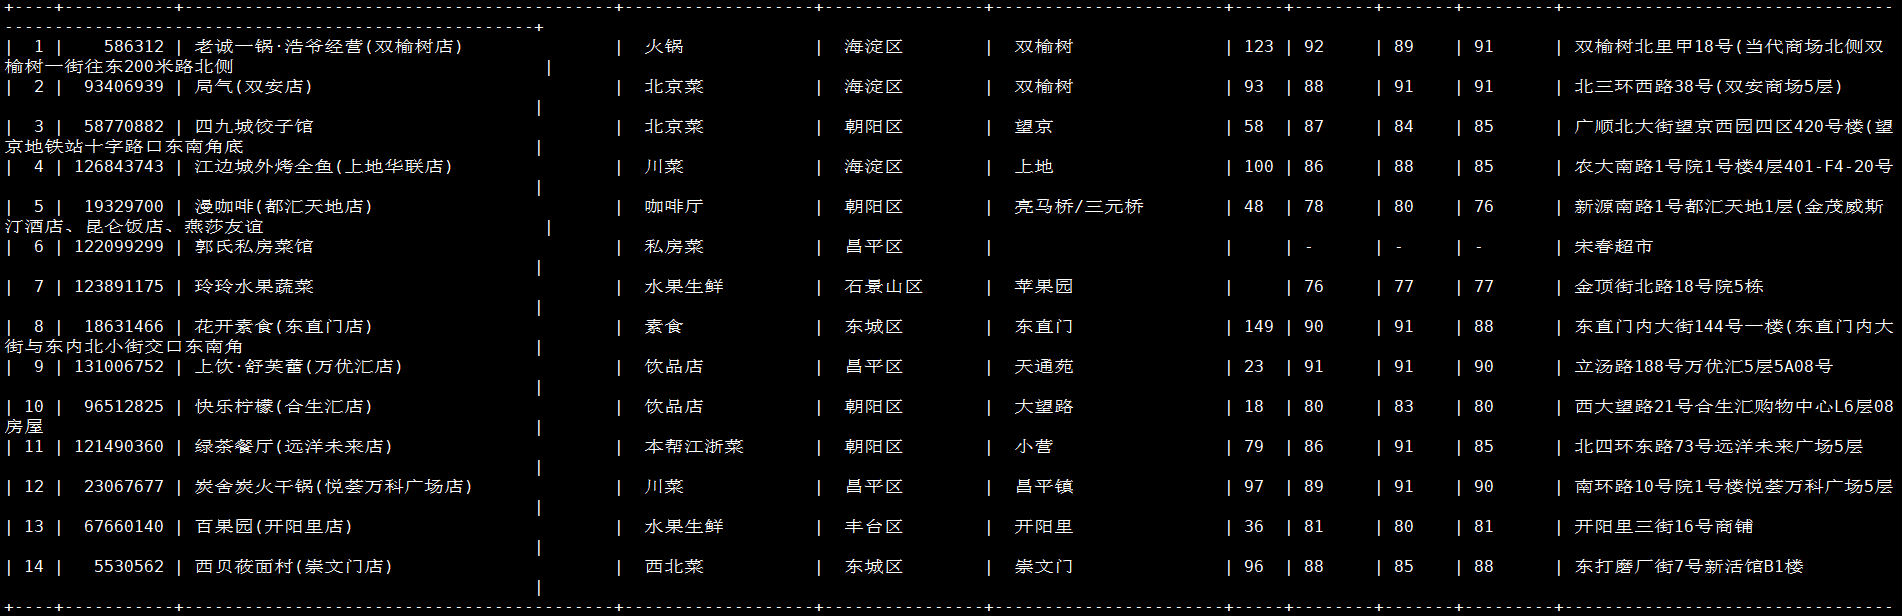 +----+-----------+-------------------------------------------+-------------------+----------------+-----------------------+-----+--------+-------+---------+---------------------------------
-----------------------------------------------------+
| 1 | 586312 | 老诚一锅·浩爷经营(双榆树店) | 火锅 | 海淀区 | 双榆树 | 123 | 92 | 89 | 91 | 双榆树北里甲18号(当代商场北侧双
榆树一街往东200米路北侧 |
| 2 | 93406939 | 局气(双安店) | 北京菜 | 海淀区 | 双榆树 | 93 | 88 | 91 | 91 | 北三环西路38号(双安商场5层)
|
| 3 | 58770882 | 四九城饺子馆 | 北京菜 | 朝阳区 | 望京 | 58 | 87 | 84 | 85 | 广顺北大街望京西园四区420号楼(望
京地铁站十字路口东南角底 |
| 4 | 126843743 | 江边城外烤全鱼(上地华联店) | 川菜 | 海淀区 | 上地 | 100 | 86 | 88 | 85 | 农大南路1号院1号楼4层401-F4-20号
|
| 5 | 19329700 | 漫咖啡(都汇天地店) | 咖啡厅 | 朝阳区 | 亮马桥/三元桥 | 48 | 78 | 80 | 76 | 新源南路1号都汇天地1层(金茂威斯
汀酒店、昆仑饭店、燕莎友谊 |
| 6 | 122099299 | 郭氏私房菜馆 | 私房菜 | 昌平区 | | | - | - | - | 宋春超市
|
| 7 | 123891175 | 玲玲水果蔬菜 | 水果生鲜 | 石景山区 | 苹果园 | | 76 | 77 | 77 | 金顶街北路18号院5栋
|
| 8 | 18631466 | 花开素食(东直门店) | 素食 | 东城区 | 东直门 | 149 | 90 | 91 | 88 | 东直门内大街144号一楼(东直门内大
街与东内北小街交口东南角 |
| 9 | 131006752 | 上饮·舒芙蕾(万优汇店) | 饮品店 | 昌平区 | 天通苑 | 23 | 91 | 91 | 90 | 立汤路188号万优汇5层5A08号
|
| 10 | 96512825 | 快乐柠檬(合生汇店) | 饮品店 | 朝阳区 | 大望路 | 18 | 80 | 83 | 80 | 西大望路21号合生汇购物中心L6层08
房屋 |
| 11 | 121490360 | 绿茶餐厅(远洋未来店) | 本帮江浙菜 | 朝阳区 | 小营 | 79 | 86 | 91 | 85 | 北四环东路73号远洋未来广场5层
|
| 12 | 23067677 | 炭舍炭火干锅(悦荟万科广场店) | 川菜 | 昌平区 | 昌平镇 | 97 | 89 | 91 | 90 | 南环路10号院1号楼悦荟万科广场5层
|
| 13 | 67660140 | 百果园(开阳里店) | 水果生鲜 | 丰台区 | 开阳里 | 36 | 81 | 80 | 81 | 开阳里三街16号商铺
|
| 14 | 5530562 | 西贝莜面村(崇文门店) | 西北菜 | 东城区 | 崇文门 | 96 | 88 | 85 | 88 | 东打磨厂街7号新活馆B1楼
|
+----+-----------+-------------------------------------------+-------------------+----------------+-----------------------+-----+--------+-------+---------+---------------------------------